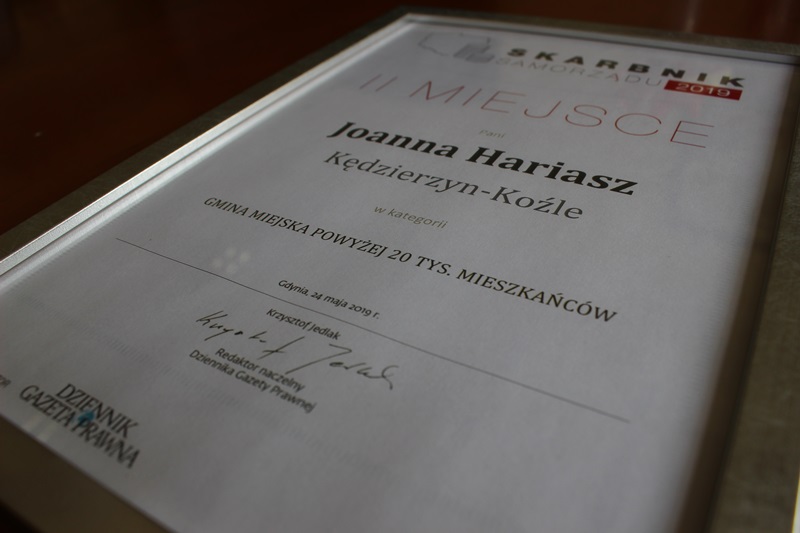 SKARBNIK
SAMORZĄDU 2019
II MIEJSCE
Pani
Joanna Hariasz
Kędzierzyn-Koźle
w kategorii
GMINA MIEJSKA POWYŻEJ 20 TYS. MIESZKAŃCÓW
Gdynia, 24 maja 2019 r.
Krzysztof Jedlak
Redaktor naczelny
Dziennika Gazety Prawnej
DZIENNIK
GAZETA PRAWNA